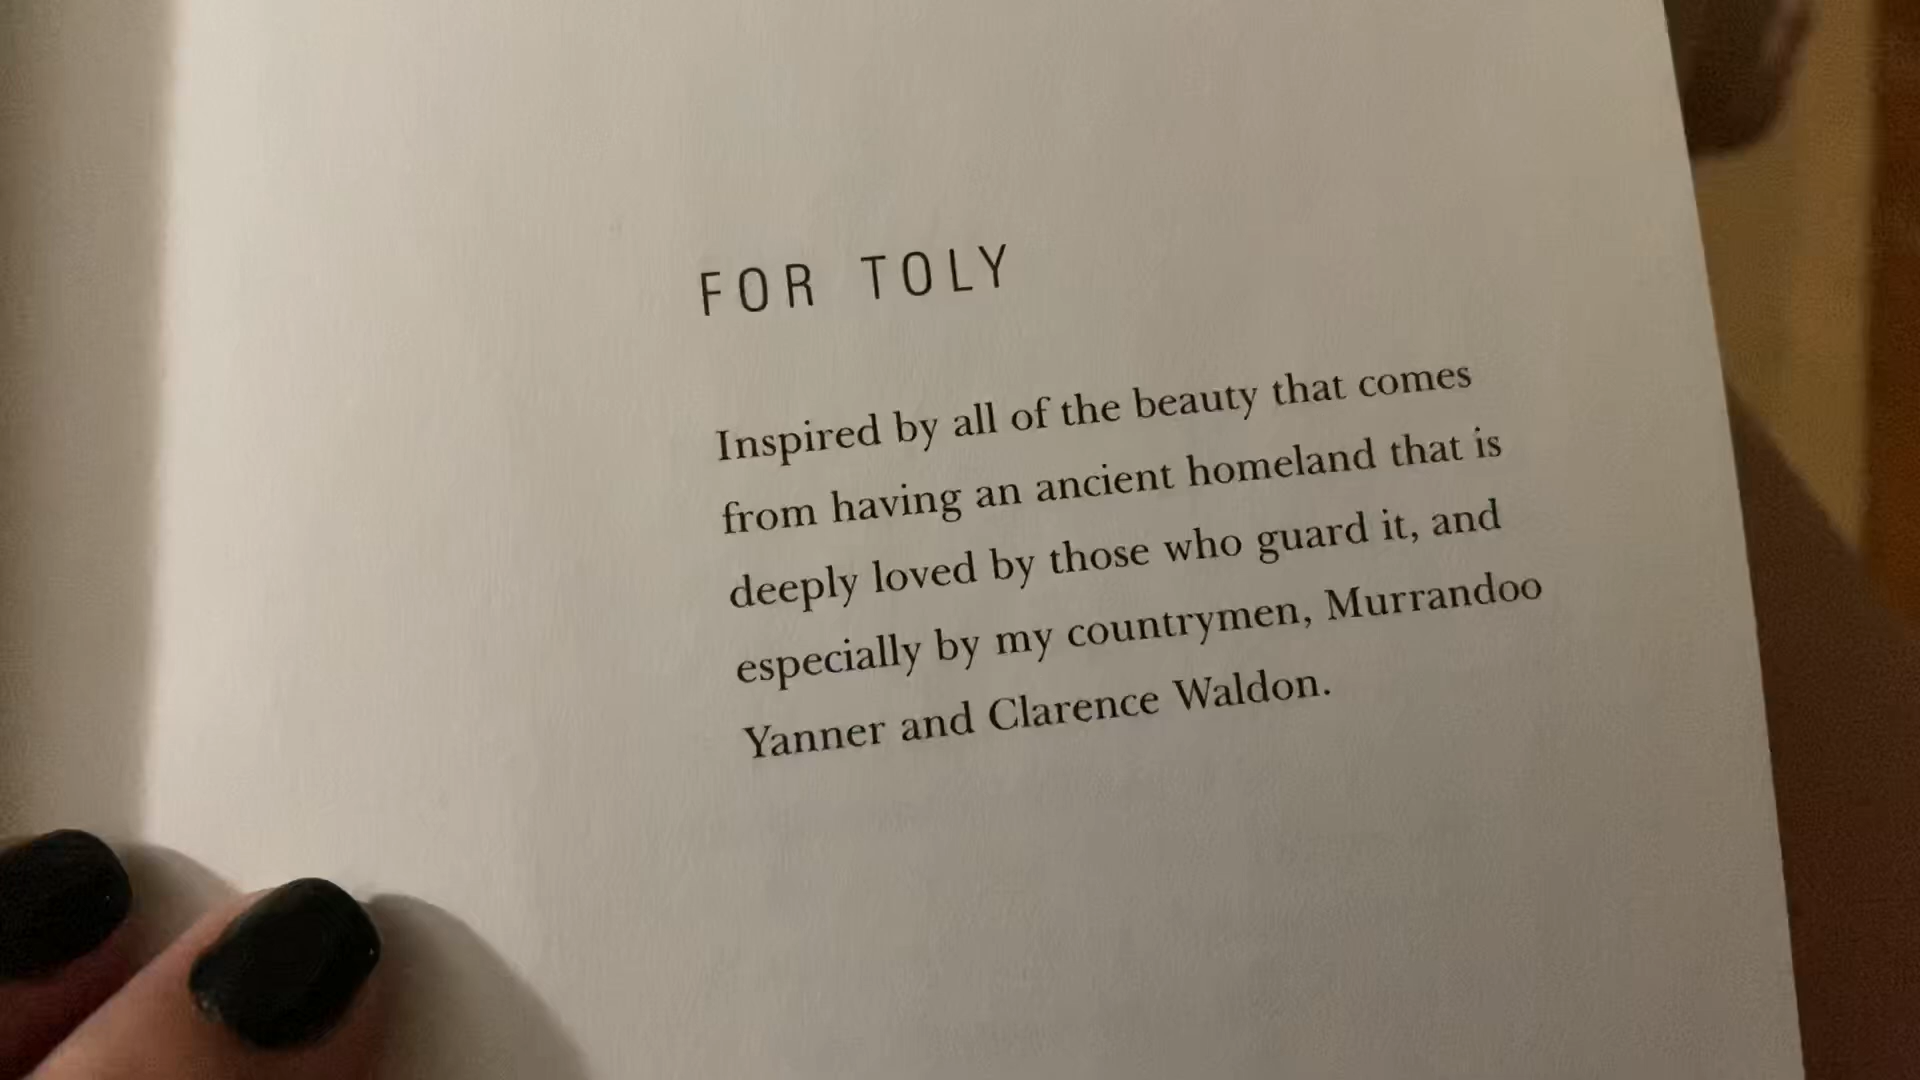 FOR TOLY
Inspired by all of the beauty that comes
from having an ancient homeland that is
deeply loved by those who guard it, and
especially by my countrymen, Murrandoo
Yanner and Clarence Waldon.